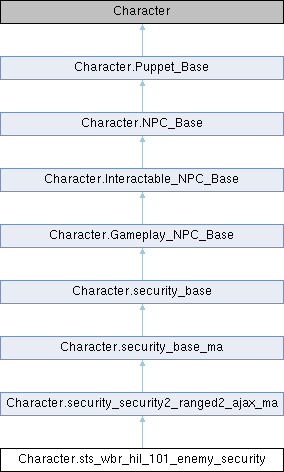 Character
Character.Puppet_Base
Character.NPC_Base
Character.Interactable_NPC_Base
Character.Gameplay_NPC_Base
Character.security_base
Character.security_base_ma
Character.security_security2_ranged2_ajax_ma
Character.sts_wbr_hil_101_enemy_security